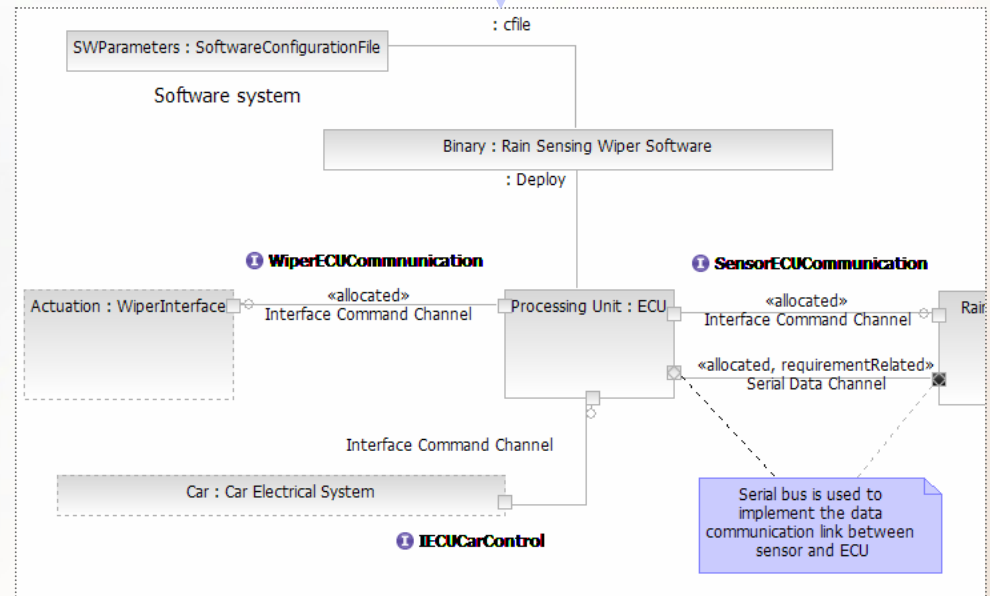 : cfile
SWParameters : SoftwareConfigurationFile
Software system
Binary : Rain Sensing Wiper Software
: Deploy
I WiperECUCommnunication
I SensorECUCommunication
Actuation : WiperInterface
«allocated»
Interface Command Channel
Processing Unit : ECU
«allocated»
Interface Command Channel
Rain
«allocated, requirementRelated»
Serial Data Channel
Interface Command Channel
Car : Car Electrical System
I IECUCarControl
Serial bus is used to
implement the data
communication link between
sensor and ECU